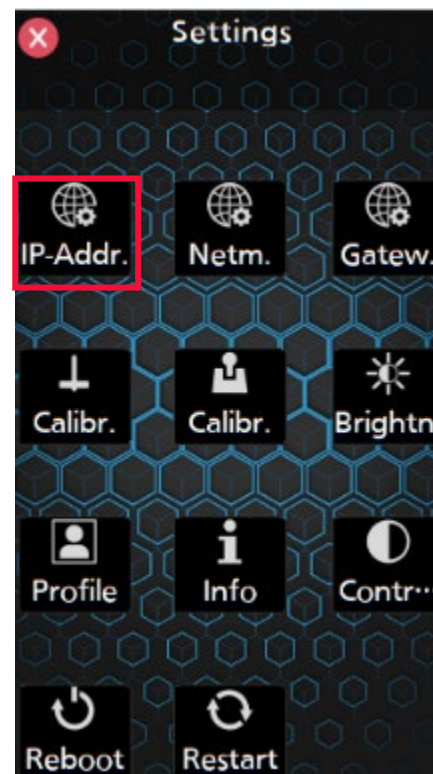 Settings
IP-Addr. Netm. Gatew.
Calibr. Calibr. Brightn
Profile Info Contr···
Reboot Restart